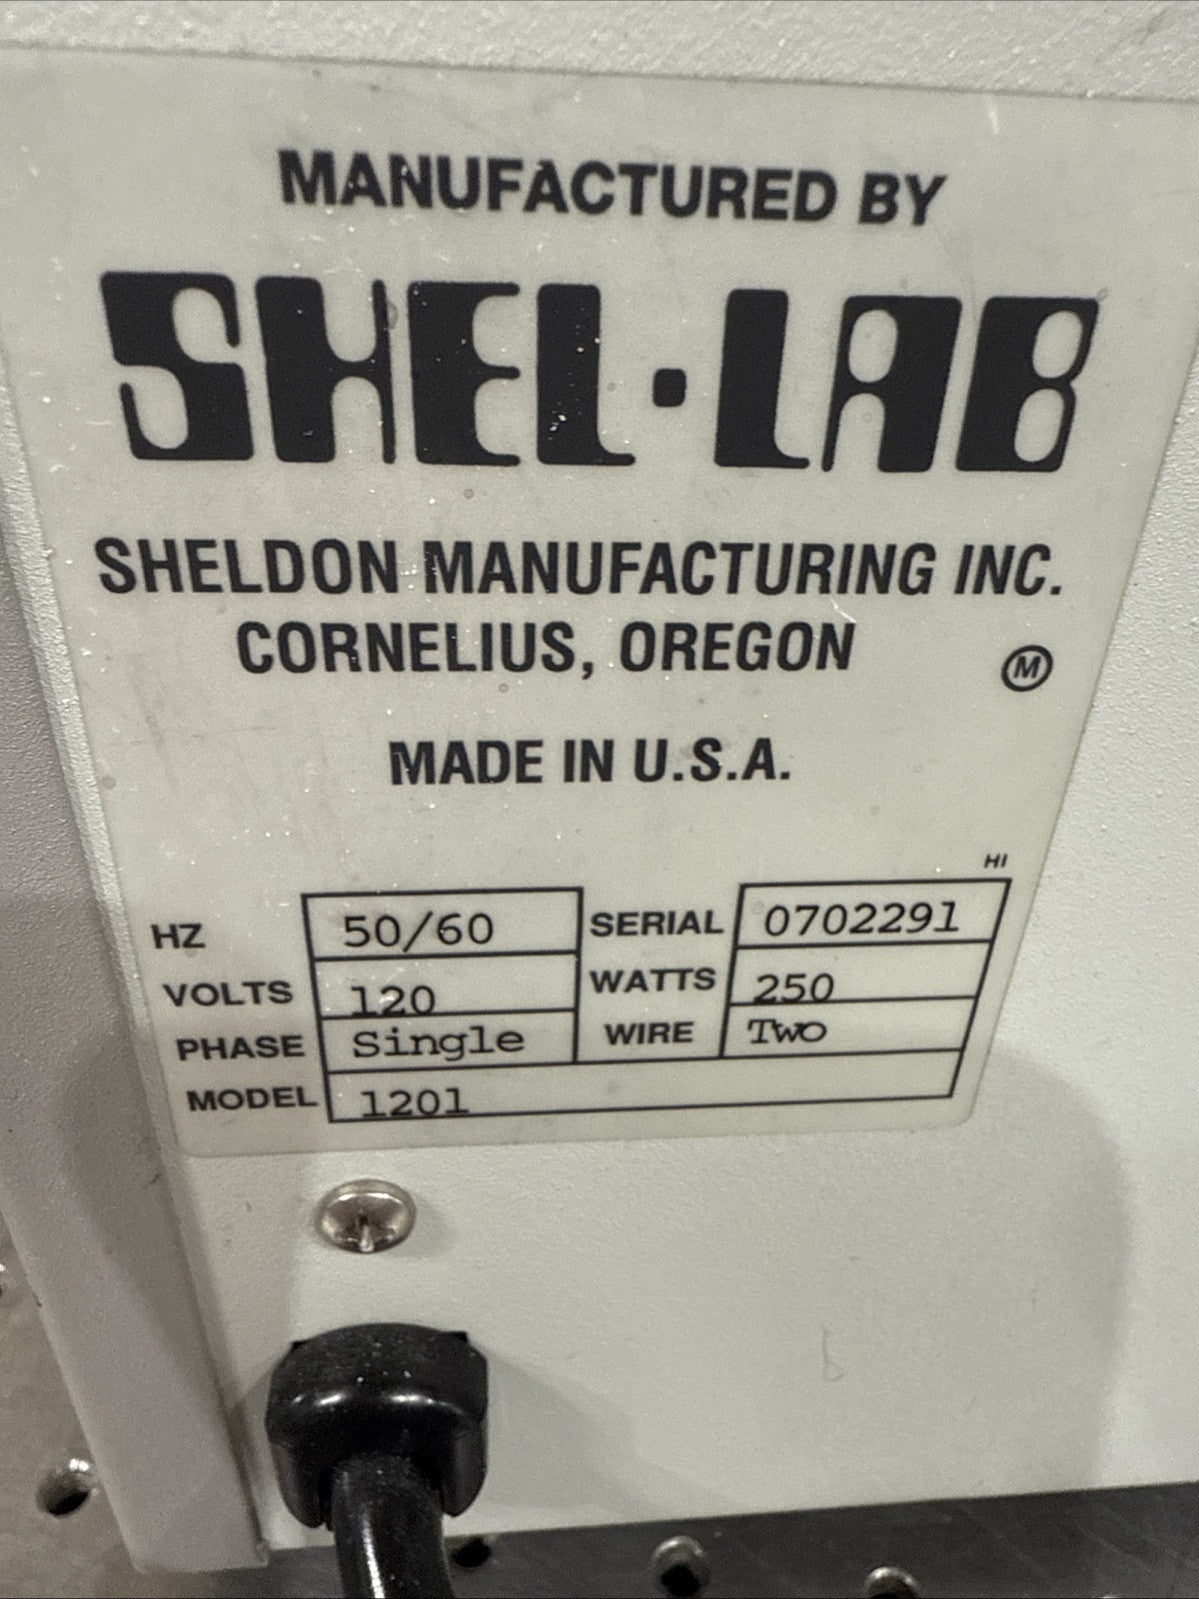 MANUFACTURED BY
SHEL·LAB
SHELDON MANUFACTURING INC.
CORNELIUS, OREGON
M
MADE IN U.S.A.
HI
HZ 50/60 SERIAL 0702291
VOLTS 120 WATTS 250
PHASE Single WIRE Two
MODEL 1201